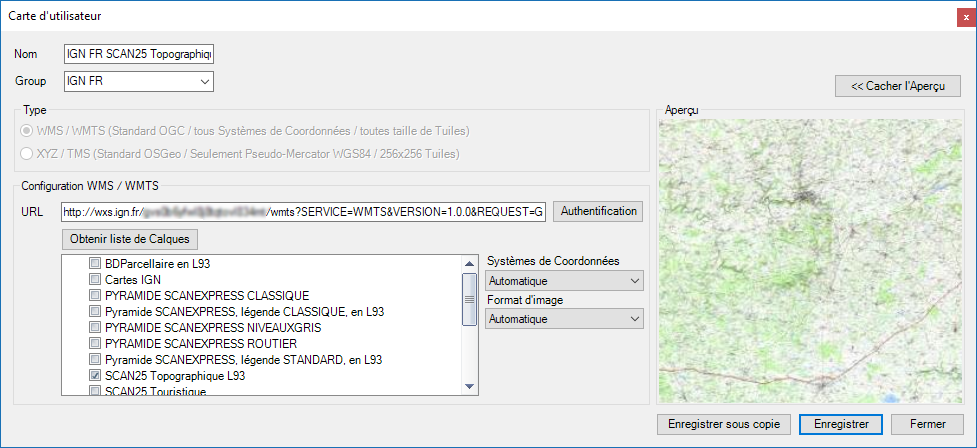 Carte d'utilisateur
x
Nom IGN FR SCAN25 Topographiqu
Group IGN FR
<< Cacher l'Aperçu
Type
WMS / WMTS (Standard OGC / tous Systèmes de Coordonnées / toutes taille de Tuiles)
XYZ / TMS (Standard OSGeo / Seulement Pseudo-Mercator WGS84 / 256x256 Tuiles)
Aperçu
Configuration WMS / WMTS
URL http://wxs.ign.fr/ /wmts?SERVICE=WMTS&VERSION=1.0.0&REQUEST=G
Authentification
Obtenir liste de Calques
BDParcellaire en L93
Cartes IGN
PYRAMIDE SCANEXPRESS CLASSIQUE
Pyramide SCANEXPRESS, légende CLASSIQUE, en L93
PYRAMIDE SCANEXPRESS NIVEAUXGRIS
PYRAMIDE SCANEXPRESS ROUTIER
Pyramide SCANEXPRESS, légende STANDARD, en L93
SCAN25 Topographique L93
SCAN25 Touristique
Systèmes de Coordonnées
Automatique
Format d'image
Automatique
Enregistrer sous copie
Enregistrer
Fermer